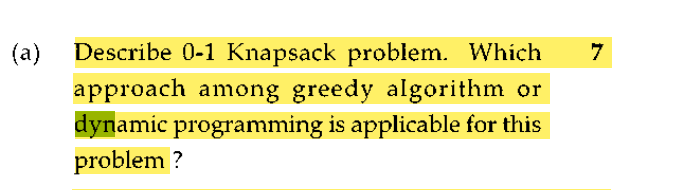 (a) Describe 0-1 Knapsack problem. Which 7
approach among greedy algorithm or
dynamic programming is applicable for this
problem ?